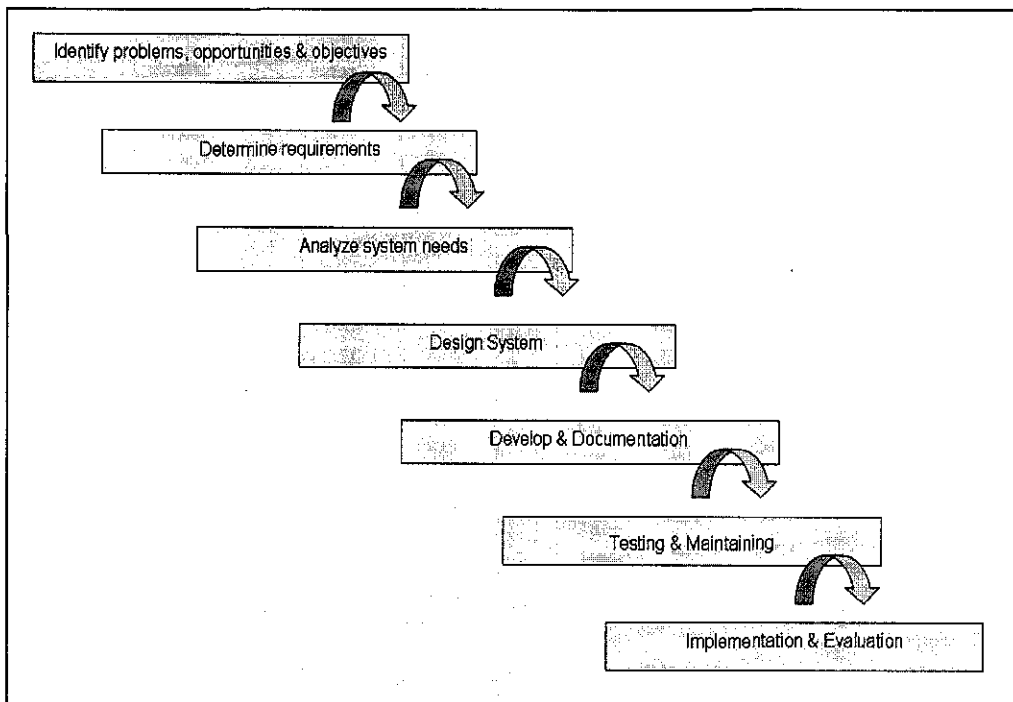 Identify problems, opportunities & objectives
Determine requirements
Analyze system needs
Design System
Develop & Documentation
Testing & Maintaining
Implementation & Evaluation